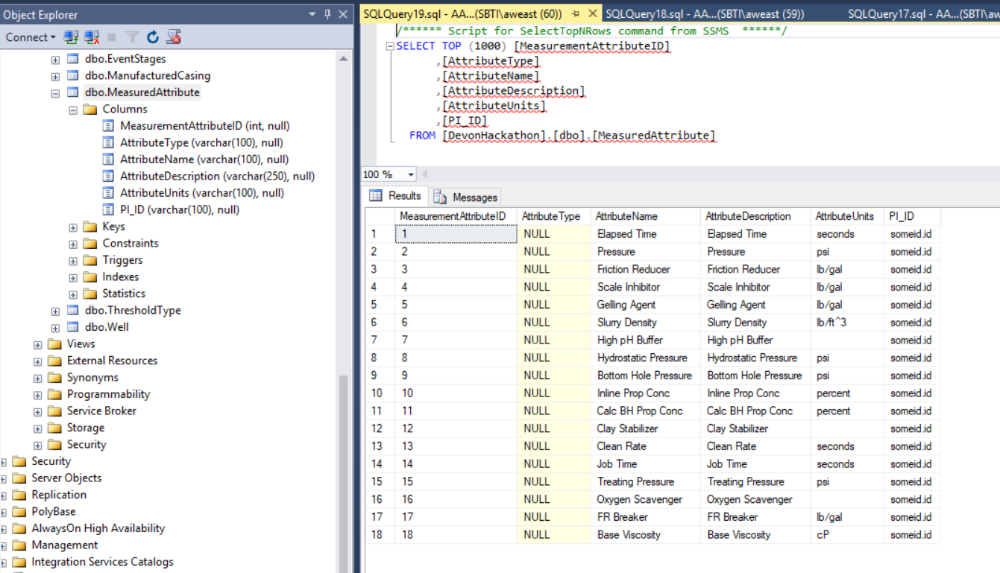 Object Explorer
Connect
dbo.EventStages
dbo.ManufacturedCasing
dbo.MeasuredAttribute
Columns
MeasurementAttributeID (int, null)
AttributeType (varchar(100), null)
AttributeName (varchar(100), null)
AttributeDescription (varchar(250), null)
AttributeUnits (varchar(100), null)
PI_ID (varchar(100), null)
Keys
Constraints
Triggers
Indexes
Statistics
dbo.ThresholdType
dbo.Well
Views
External Resources
Synonyms
Programmability
Service Broker
Storage
Security
Security
Server Objects
Replication
PolyBase
AlwaysOn High Availability
Management
Integration Services Catalogs
SQLQuery19.sql - AA...(SBTI\aweast (60)) SQLQuery18.sql - AA...(SBTI\aweast (59)) SQLQuery17.sql - AA...(SBTI\aw
/****** Script for SelectTopNRows command from SSMS ******/
SELECT TOP (1000) [MeasurementAttributeID]
,[AttributeType]
,[AttributeName]
,[AttributeDescription]
,[AttributeUnits]
,[PI_ID]
FROM [DevonHackathon].[dbo].[MeasuredAttribute]
100 %
Results Messages
MeasurementAttributeID AttributeType AttributeName AttributeDescription AttributeUnits PI_ID
1 1 NULL Elapsed Time Elapsed Time seconds someid.id
2 2 NULL Pressure Pressure psi someid.id
3 3 NULL Friction Reducer Friction Reducer lb/gal someid.id
4 4 NULL Scale Inhibitor Scale Inhibitor lb/gal someid.id
5 5 NULL Gelling Agent Gelling Agent lb/gal someid.id
6 6 NULL Slurry Density Slurry Density lb/ft^3 someid.id
7 7 NULL High pH Buffer High pH Buffer someid.id
8 8 NULL Hydrostatic Pressure Hydrostatic Pressure psi someid.id
9 9 NULL Bottom Hole Pressure Bottom Hole Pressure psi someid.id
10 10 NULL Inline Prop Conc Inline Prop Conc percent someid.id
11 11 NULL Calc BH Prop Conc Calc BH Prop Conc percent someid.id
12 12 NULL Clay Stabilizer Clay Stabilizer someid.id
13 13 NULL Clean Rate Clean Rate seconds someid.id
14 14 NULL Job Time Job Time seconds someid.id
15 15 NULL Treating Pressure Treating Pressure psi someid.id
16 16 NULL Oxygen Scavenger Oxygen Scavenger someid.id
17 17 NULL FR Breaker FR Breaker lb/gal someid.id
18 18 NULL Base Viscosity Base Viscosity cP someid.id